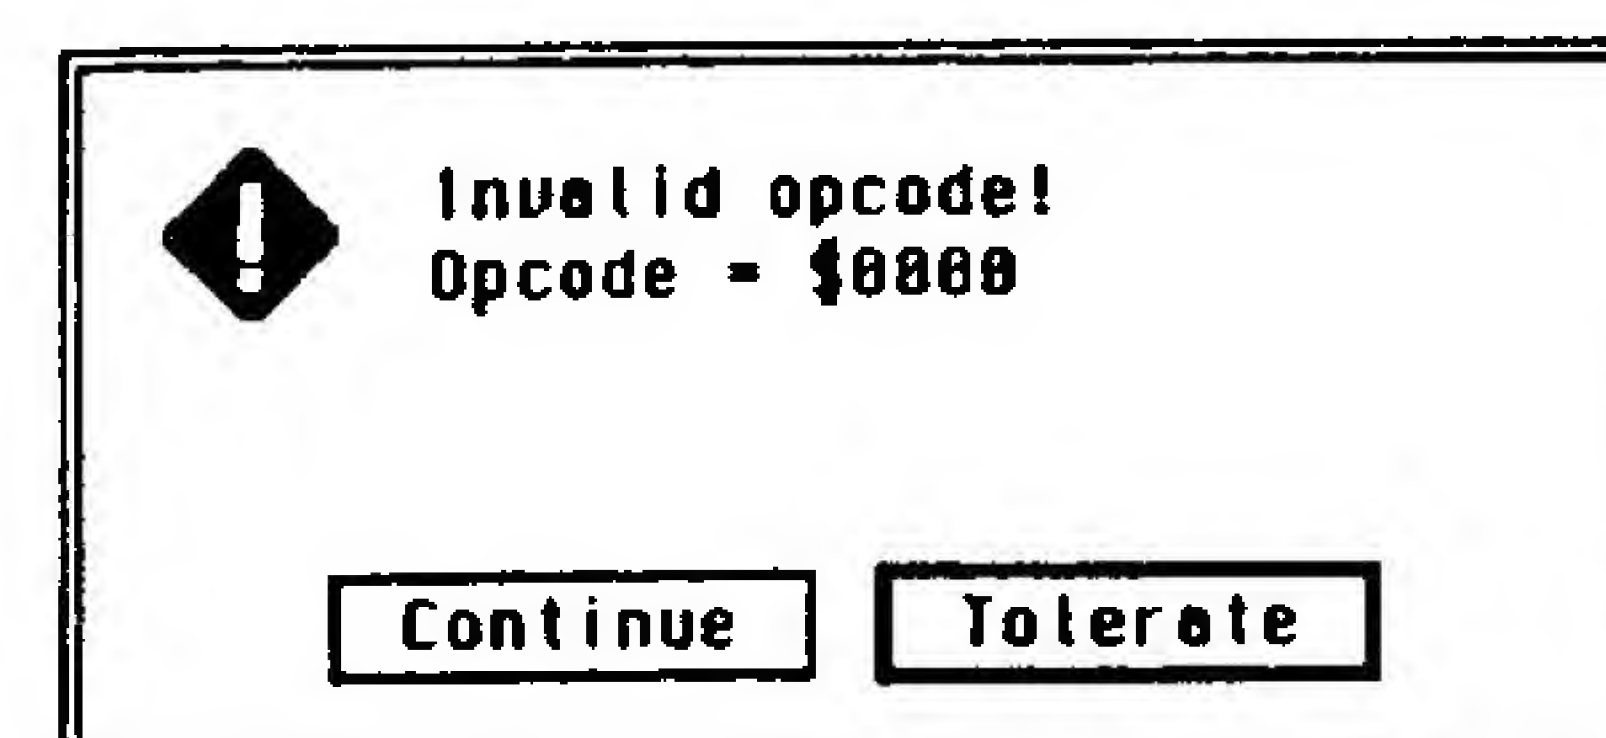 Invalid opcode!
Opcode = $0000
Continue
Tolerate